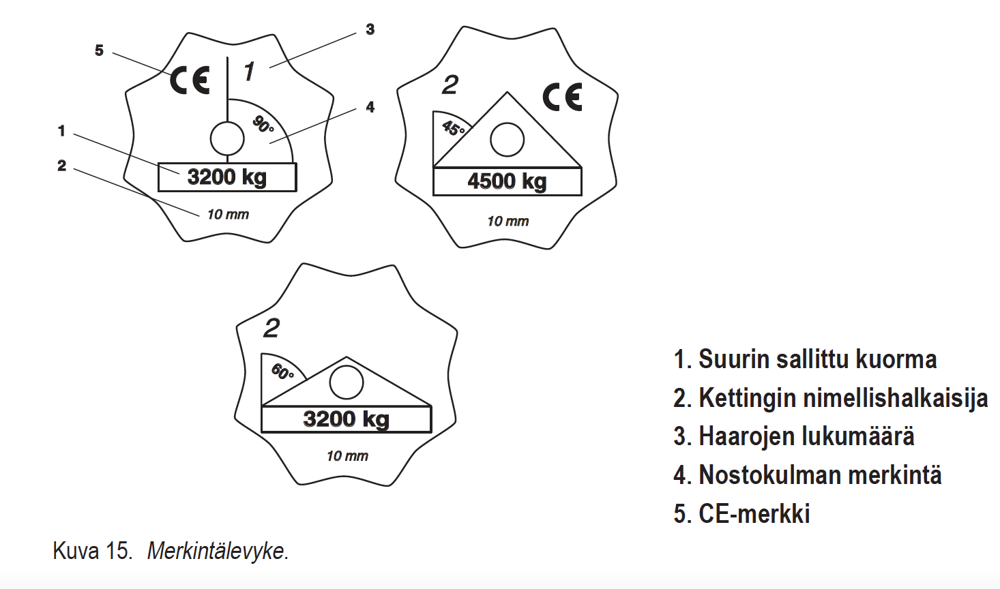 3
5
CE
1
90°
4
1
2
3200 kg
10 mm
2
CE
45°
4500 kg
10 mm
2
60°
3200 kg
10 mm
1. Suurin sallittu kuorma
2. Kettingin nimellishalkaisija
3. Haarojen lukumäärä
4. Nostokulman merkintä
5. CE-merkki
Kuva 15. Merkintälevyke.